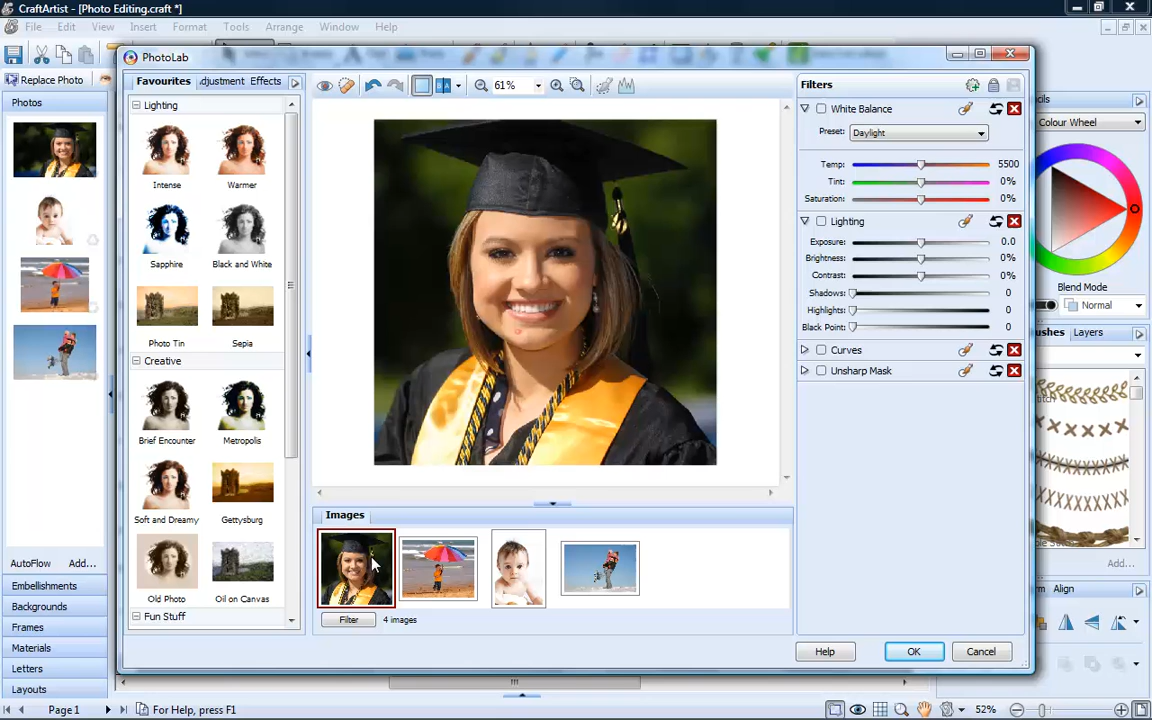 CraftArtist - [Photo Editing.craft *]
File Edit View Insert Format Tools Arrange Window Help
PhotoLab
Replace Photo
Favourites Adjustment Effects
61%
Filters
Photos
Lighting
White Balance
Colour Wheel
Preset: Daylight
Temp: 5500
Intense Warmer
Tint: 0%
Saturation: 0%
Lighting
Exposure: 0.0
Sapphire Black and White
Brightness: 0%
Contrast: 0%
Blend Mode
Shadows: 0
Normal
Highlights: 0
Black Point: 0
Photo Tin Sepia
Layers
Curves
Creative
Unsharp Mask
Brief Encounter Metropolis
Images
Soft and Dreamy Gettysburg
AutoFlow Add...
Add...
Embellishments
Align
Old Photo Oil on Canvas
Backgrounds
Fun Stuff
Filter 4 images
Frames
Materials
Help OK Cancel
Letters
Layouts
Page 1 For Help, press F1 52%